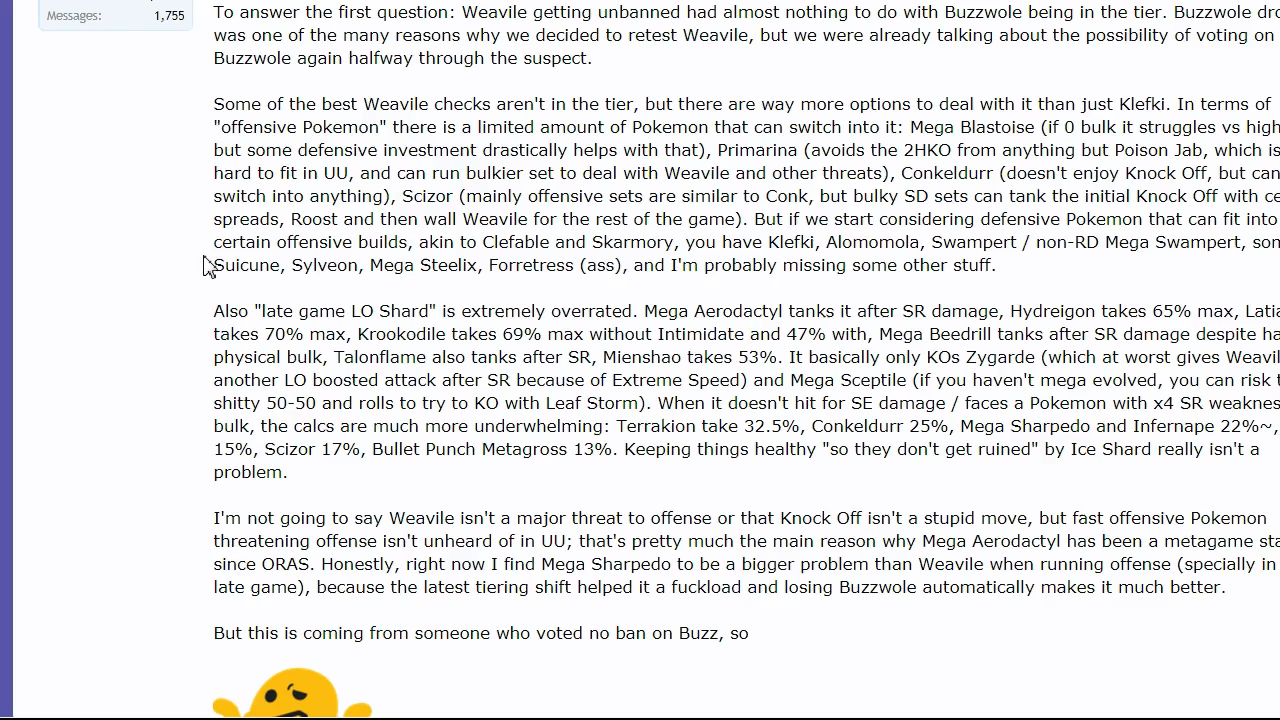 Messages: 1,755
To answer the first question: Weavile getting unbanned had almost nothing to do with Buzzwole being in the tier. Buzzwole
was one of the many reasons why we decided to retest Weavile, but we were already talking about the possibility of voting on
Buzzwole again halfway through the suspect.
Some of the best Weavile checks aren't in the tier, but there are way more options to deal with it than just Klefki. In terms of
"offensive Pokemon" there is a limited amount of Pokemon that can switch into it: Mega Blastoise (if 0 bulk it struggles vs high
but some defensive investment drastically helps with that), Primarina (avoids the 2HKO from anything but Poison Jab, which is
hard to fit in UU, and can run bulkier set to deal with Weavile and other threats), Conkeldurr (doesn't enjoy Knock Off, but can
switch into anything), Scizor (mainly offensive sets are similar to Conk, but bulky SD sets can tank the initial Knock Off with
spreads, Roost and then wall Weavile for the rest of the game). But if we start considering defensive Pokemon that can fit into
certain offensive builds, akin to Clefable and Skarmory, you have Klefki, Alomomola, Swampert / non-RD Mega Swampert,
Suicune, Sylveon, Mega Steelix, Forretress (ass), and I'm probably missing some other stuff.
Also "late game LO Shard" is extremely overrated. Mega Aerodactyl tanks it after SR damage, Hydreigon takes 65% max,
takes 70% max, Krookodile takes 69% max without Intimidate and 47% with, Mega Beedrill tanks after SR damage despite
physical bulk, Talonflame also tanks after SR, Mienshao takes 53%. It basically only KOs Zygarde (which at worst gives
another LO boosted attack after SR because of Extreme Speed) and Mega Sceptile (if you haven't mega evolved, you can risk
shitty 50-50 and rolls to try to KO with Leaf Storm). When it doesn't hit for SE damage / faces a Pokemon with x4 SR
bulk, the calcs are much more underwhelming: Terrakion take 32.5%, Conkeldurr 25%, Mega Sharpedo and Infernape 22%~,
15%, Scizor 17%, Bullet Punch Metagross 13%. Keeping things healthy "so they don't get ruined" by Ice Shard really isn't a
problem.
I'm not going to say Weavile isn't a major threat to offense or that Knock Off isn't a stupid move, but fast offensive Pokemon
threatening offense isn't unheard of in UU; that's pretty much the main reason why Mega Aerodactyl has been a metagame
since ORAS. Honestly, right now I find Mega Sharpedo to be a bigger problem than Weavile when running offense (specially in
late game), because the latest tiering shift helped it a fuckload and losing Buzzwole automatically makes it much better.
But this is coming from someone who voted no ban on Buzz, so